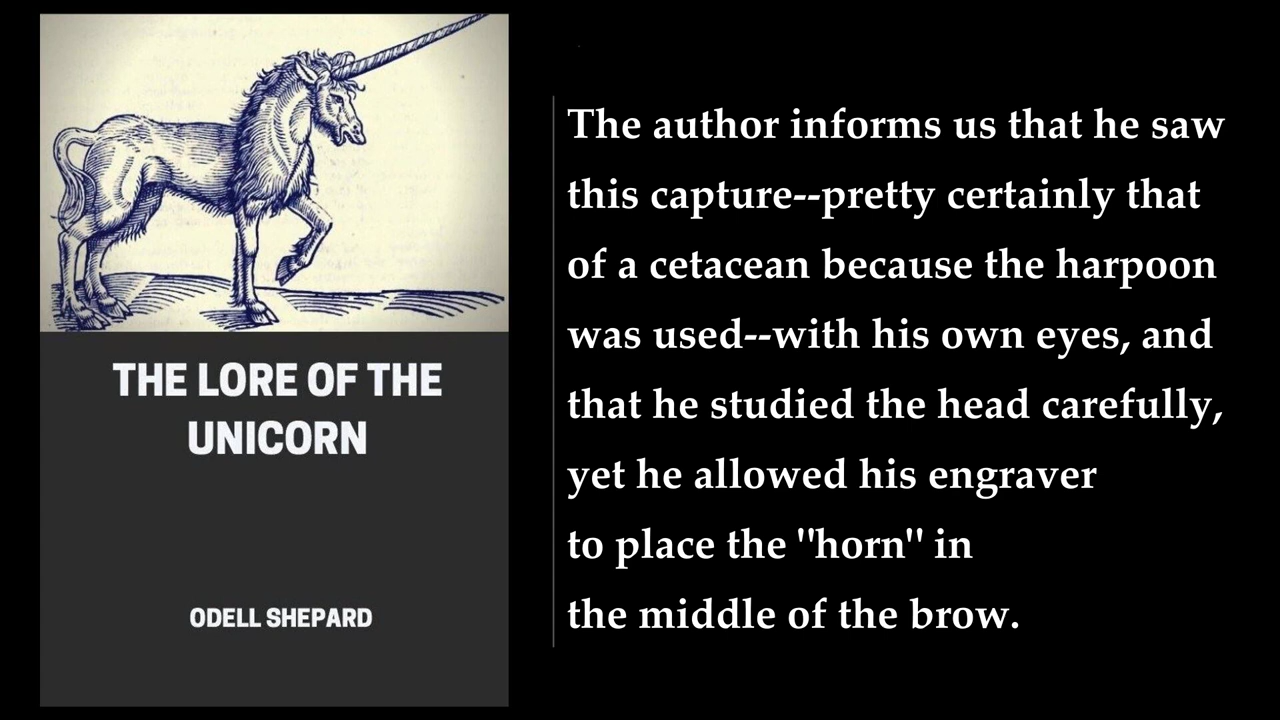 THE LORE OF THE
UNICORN
ODELL SHEPARD
The author informs us that he saw
this capture--pretty certainly that
of a cetacean because the harpoon
was used--with his own eyes, and
that he studied the head carefully,
yet he allowed his engraver
to place the "horn" in
the middle of the brow.